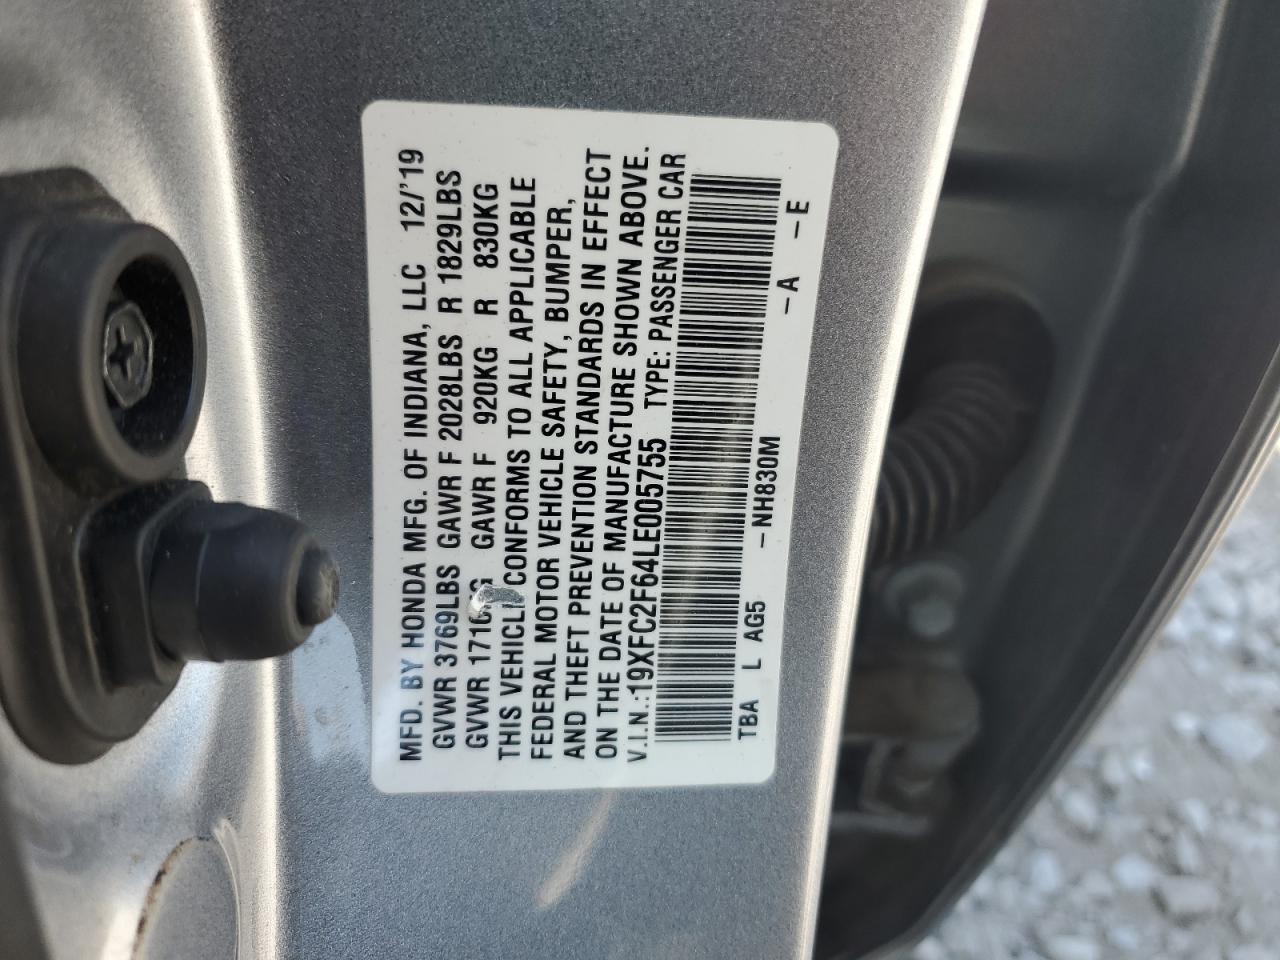 MFD. BY HONDA MFG. OF INDIANA, LLC 12/'19
GVWR 3769LBS GAWR F 2028LBS R 1829LBS
GVWR GAWR F 920KG R 830KG
THIS VEHICLE CONFORMS TO ALL APPLICABLE
FEDERAL MOTOR VEHICLE SAFETY, BUMPER,
AND THEFT PREVENTION STANDARDS IN EFFECT
ON THE DATE OF MANUFACTURE SHOWN ABOVE.
V.I.N.:19XFC2F64LE005755 TYPE: PASSENGER CAR
TBA L AG5 –NH830M –A –E